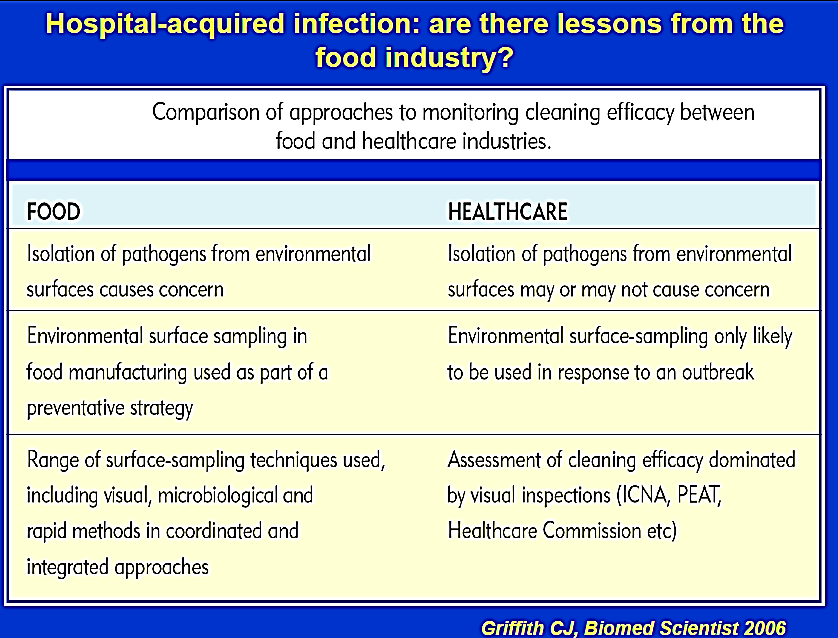 Hospital-acquired infection: are there lessons from the
food industry?
Comparison of approaches to monitoring cleaning efficacy between
food and healthcare industries.
FOOD
HEALTHCARE
Isolation of pathogens from environmental
surfaces causes concern
Isolation of pathogens from environmental
surfaces may or may not cause concern
Environmental surface sampling in
food manufacturing used as part of a
preventative strategy
Environmental surface-sampling only likely
to be used in response to an outbreak
Range of surface-sampling techniques used,
including visual, microbiological and
rapid methods in coordinated and
integrated approaches
Assessment of cleaning efficacy dominated
by visual inspections (ICNA, PEAT,
Healthcare Commission etc)
Griffith CJ, Biomed Scientist 2006